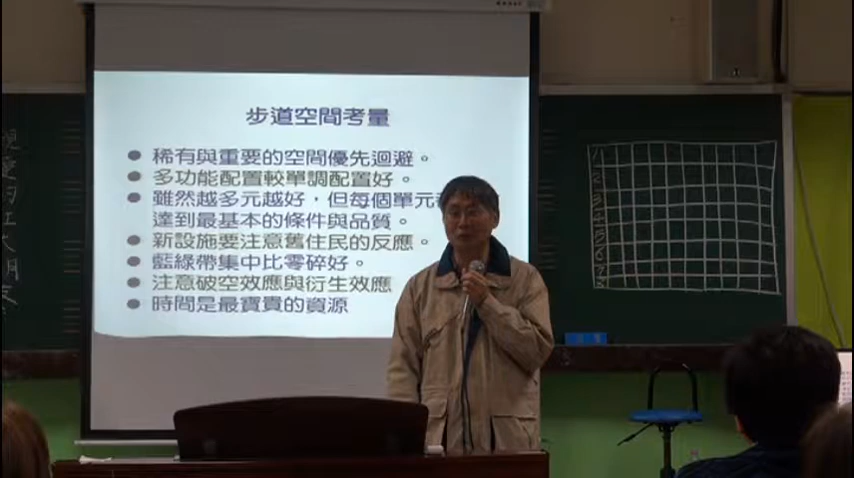 步道空間考量
● 稀有與重要的空間優先迴避。
● 多功能配置較單調配置好。
● 雖然越多元越好，但每個單元
達到最基本的條件與品質。
● 新設施要注意舊住民的反應。
● 藍綠帶集中比零碎好。
● 注意破空效應與衍生效應
● 時間是最寶貴的資源